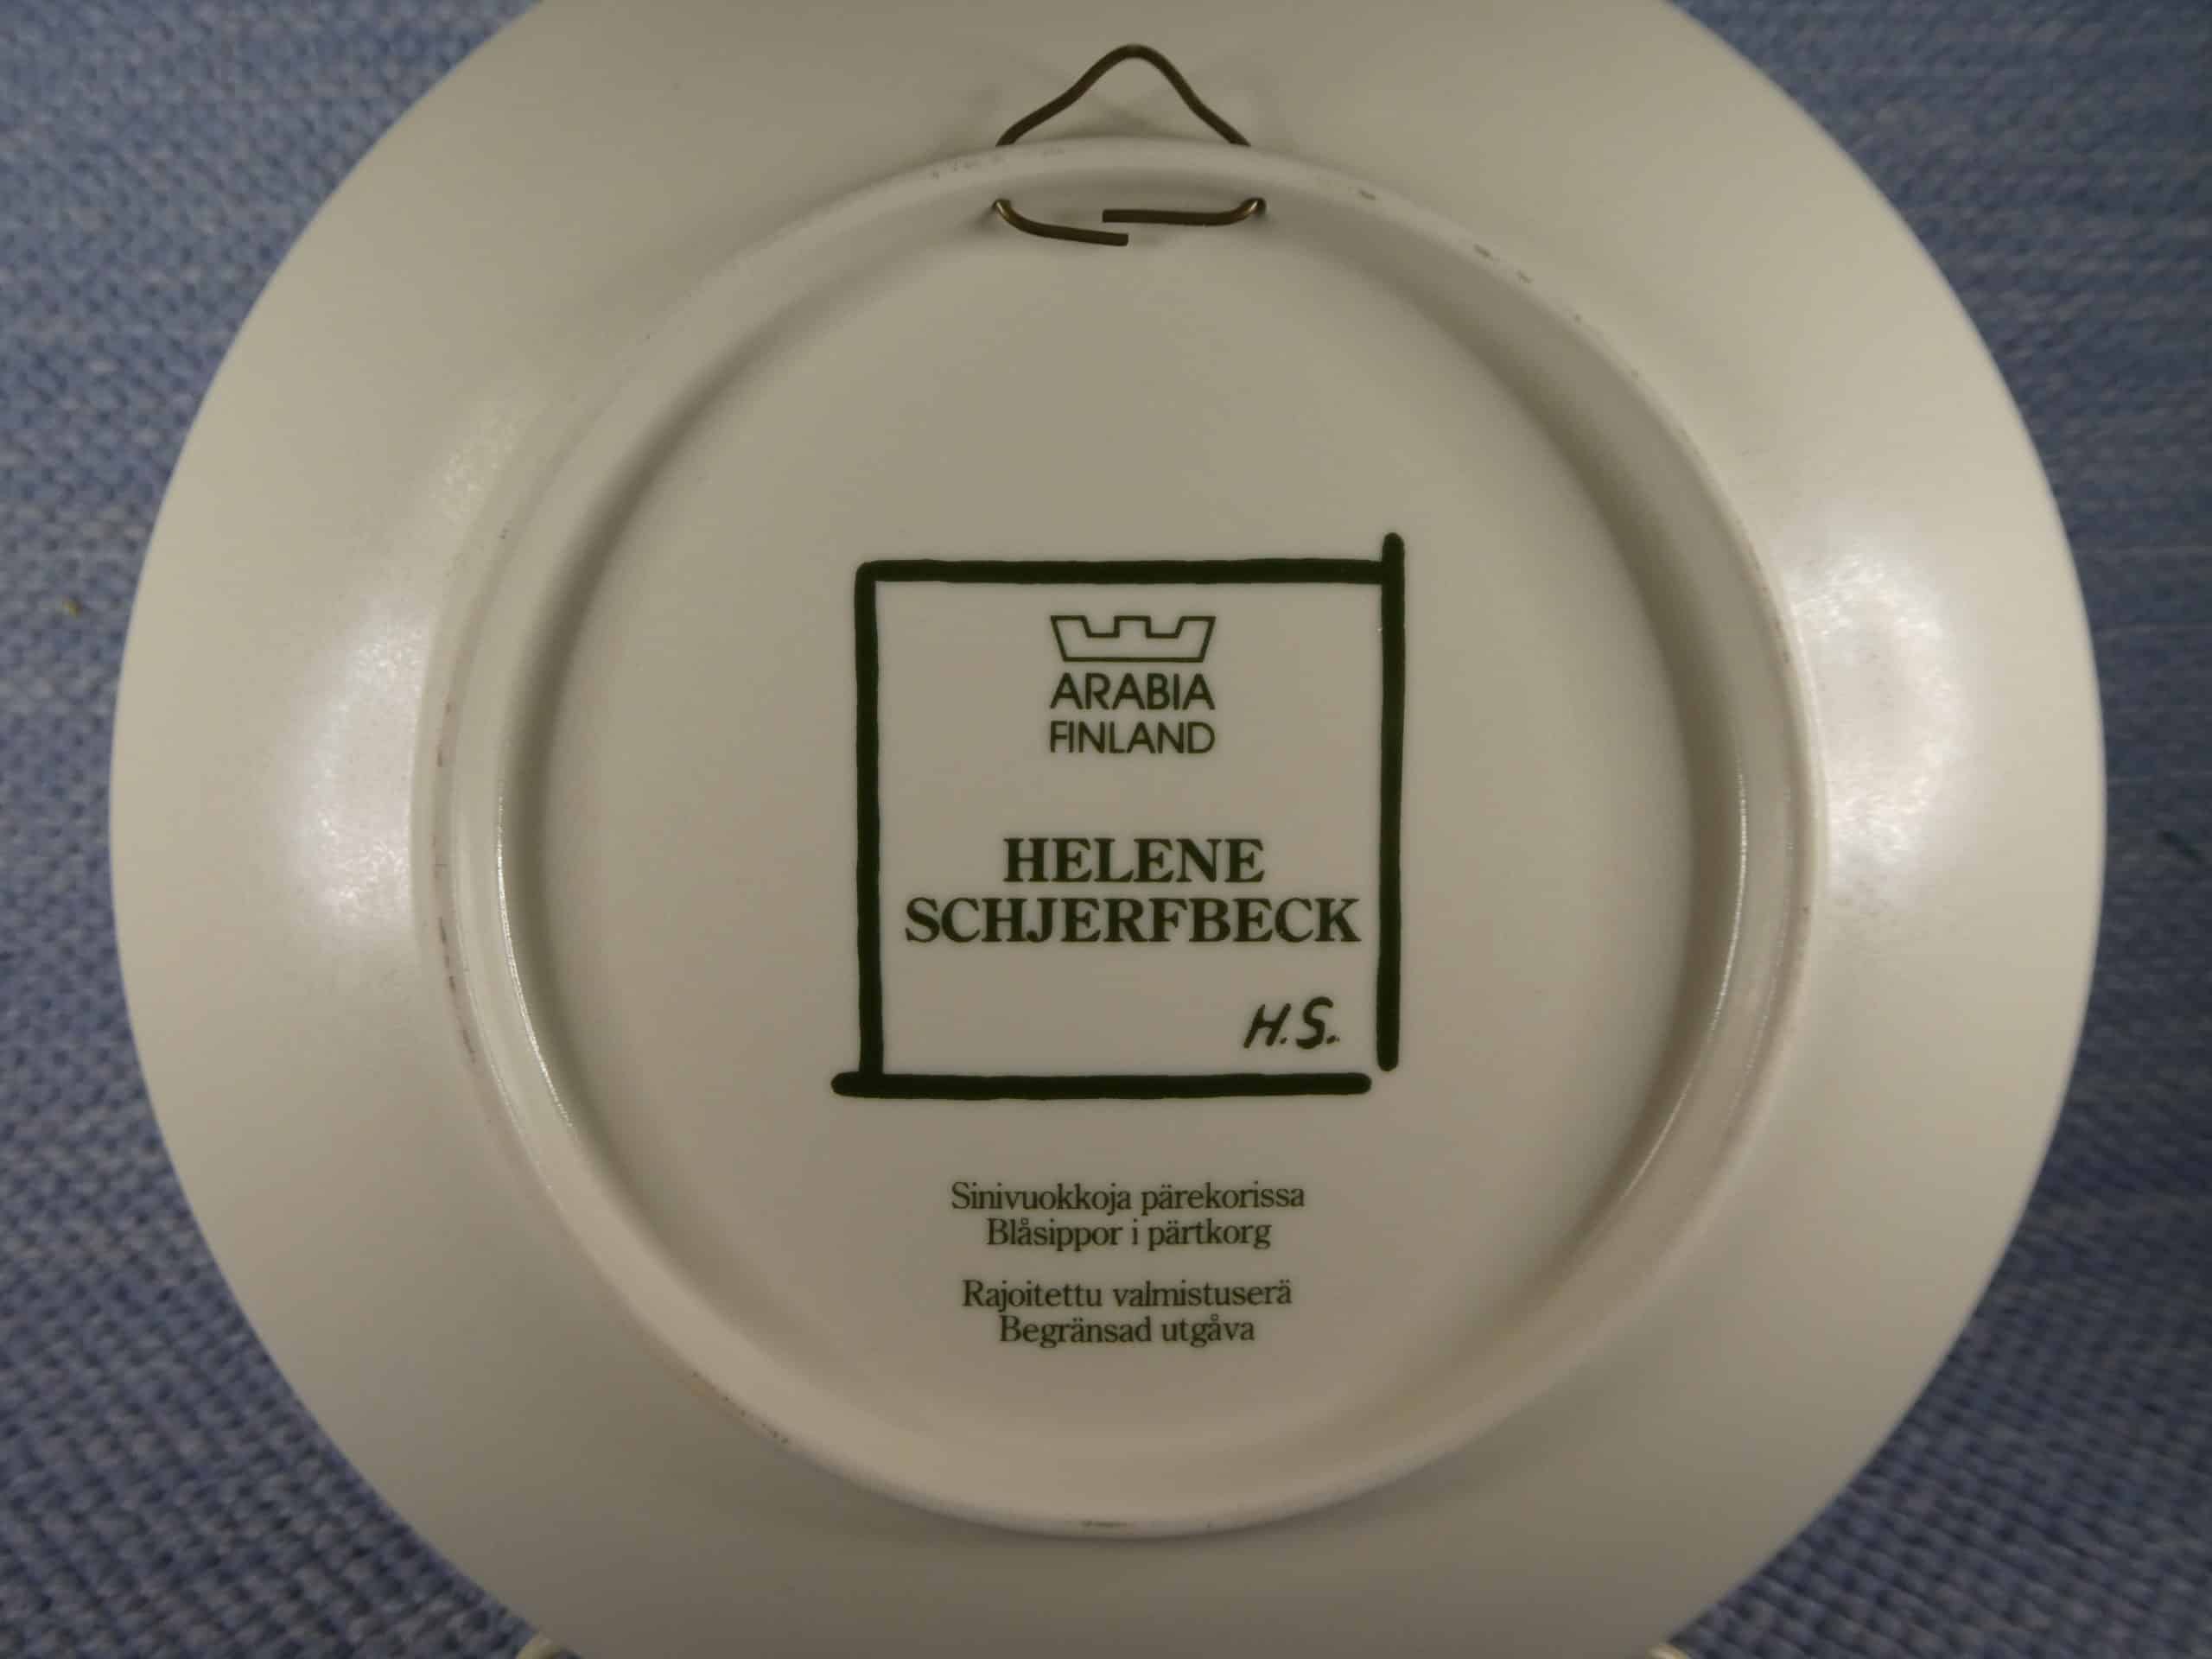 ARABIA
FINLAND
HELENE
SCHJERFBECK
H.S.
Sinivuokkoja pärekorissa
Blåsippor i pärtkorg
Rajoitettu valmistuserä
Begränsad utgåva